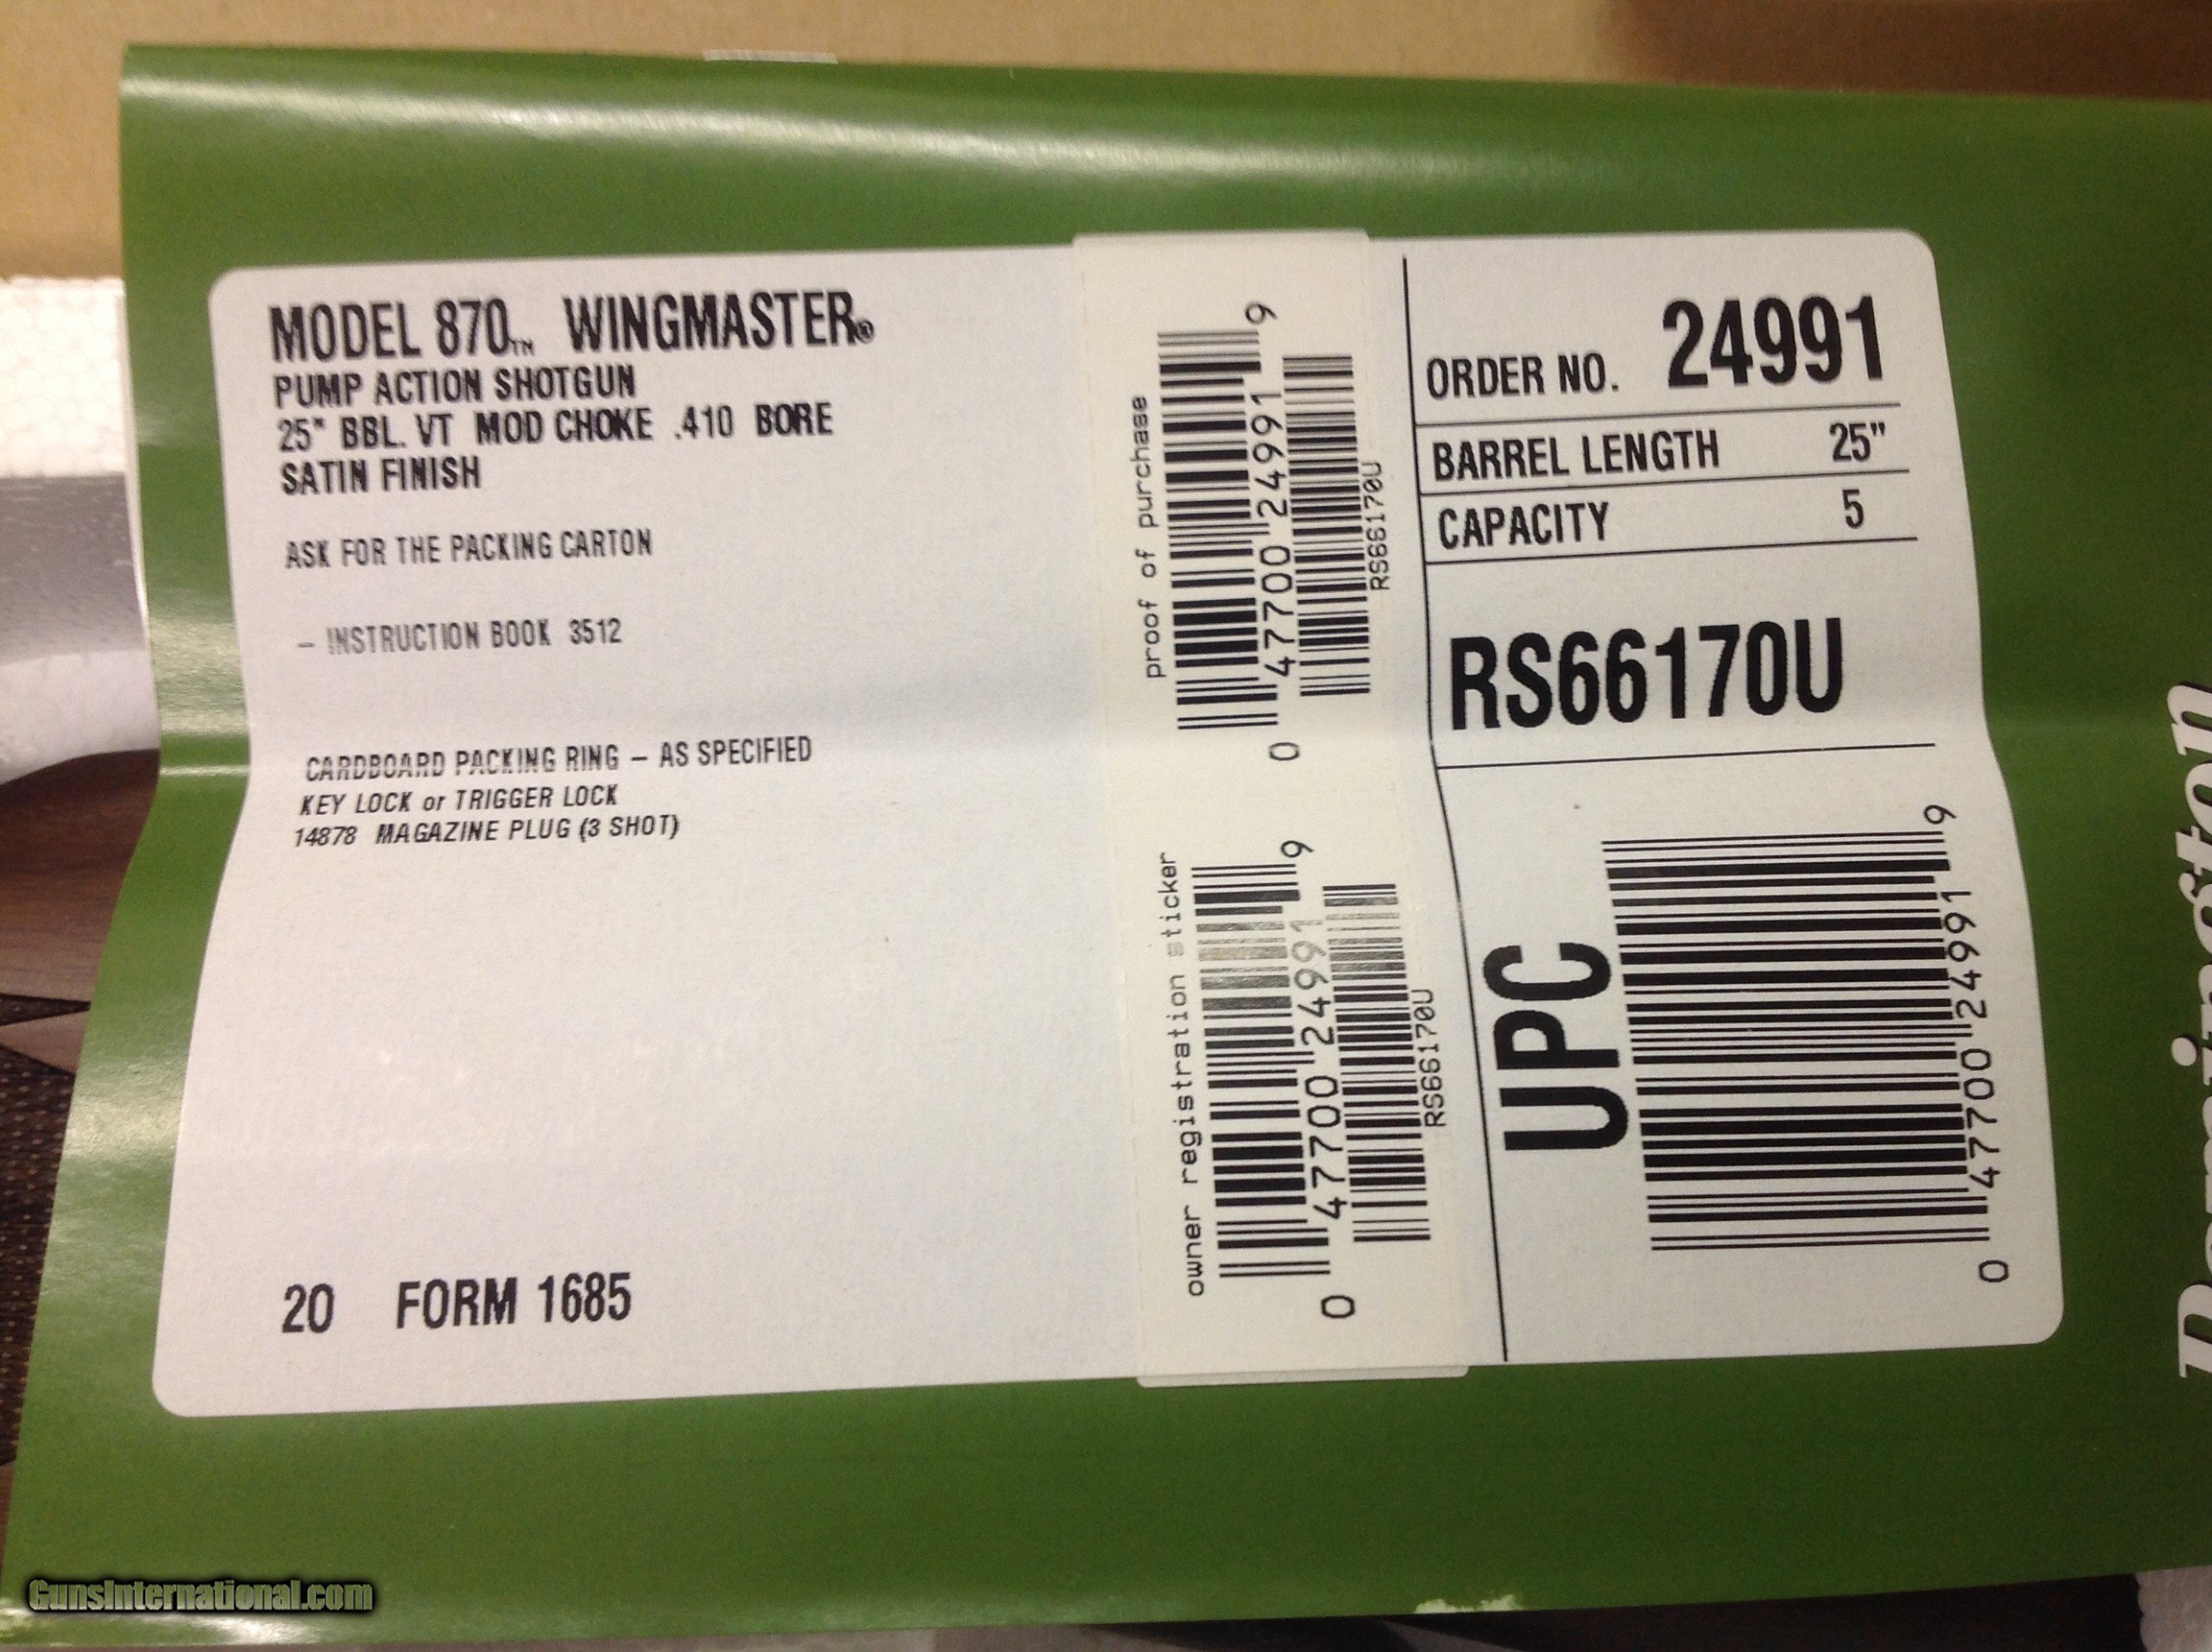 MODEL 870™ WINGMASTER®
PUMP ACTION SHOTGUN
25" BBL. VT MOD CHOKE .410 BORE
SATIN FINISH
ASK FOR THE PACKING CARTON
– INSTRUCTION BOOK 3512
CARDBOARD PACKING RING – AS SPECIFIED
KEY LOCK or TRIGGER LOCK
14878 MAGAZINE PLUG (3 SHOT)
20 FORM 1685
proof of purchase
0 47700 24991 9
RS66170U
owner registration sticker
0 47700 24991 9
RS66170U
ORDER NO. 24991
BARREL LENGTH 25"
CAPACITY 5
RS66170U
UPC
0 47700 24991 9
Remington
GunsInternational.com